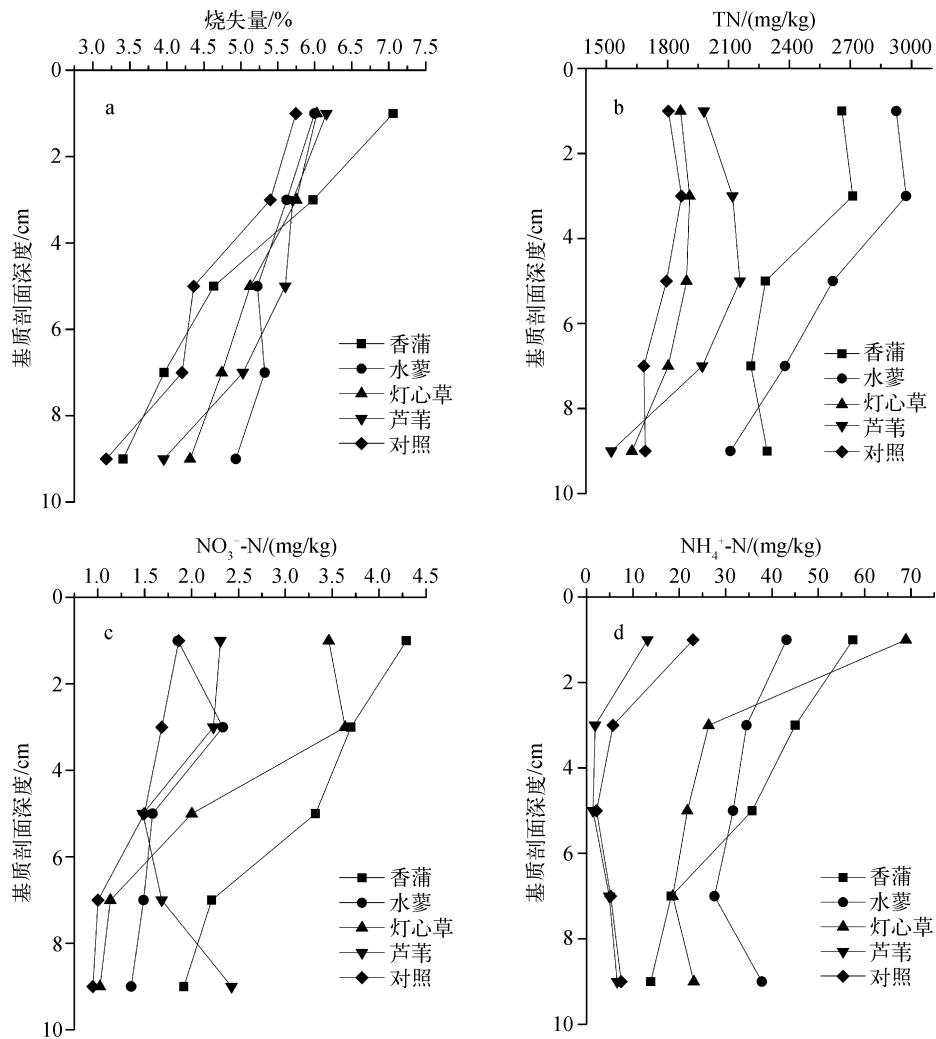 烧失量/%
3.0 3.5 4.0 4.5 5.0 5.5 6.0 6.5 7.0 7.5
0
2
4
6
8
10
基质剖面深度/cm
a
香蒲
水蓼
灯心草
芦苇
对照
TN/(mg/kg)
1500 1800 2100 2400 2700 3000
0
2
4
6
8
10
基质剖面深度/cm
b
香蒲
水蓼
灯心草
芦苇
对照
NO₃⁻-N/(mg/kg)
1.0 1.5 2.0 2.5 3.0 3.5 4.0 4.5
0
2
4
6
8
10
基质剖面深度/cm
c
香蒲
水蓼
灯心草
芦苇
对照
NH₄⁺-N/(mg/kg)
0 10 20 30 40 50 60 70
0
2
4
6
8
10
基质剖面深度/cm
d
香蒲
水蓼
灯心草
芦苇
对照